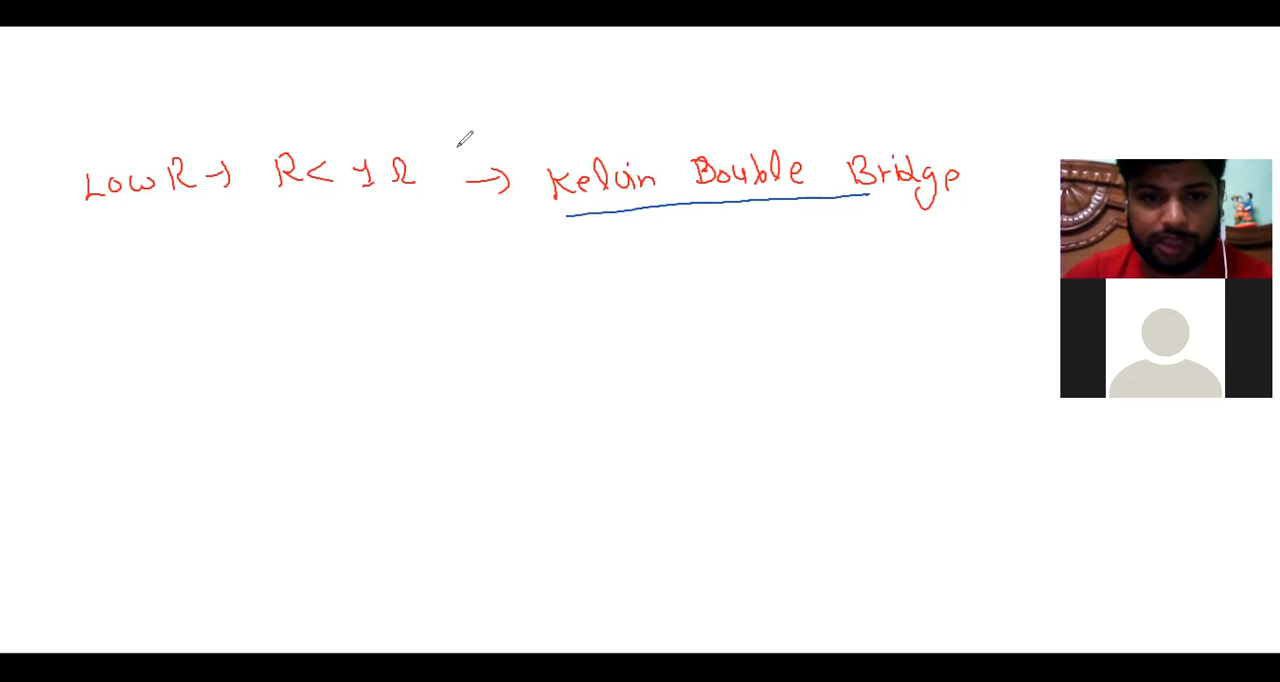 Low R → R < 1 Ω → Kelvin Double Bridge